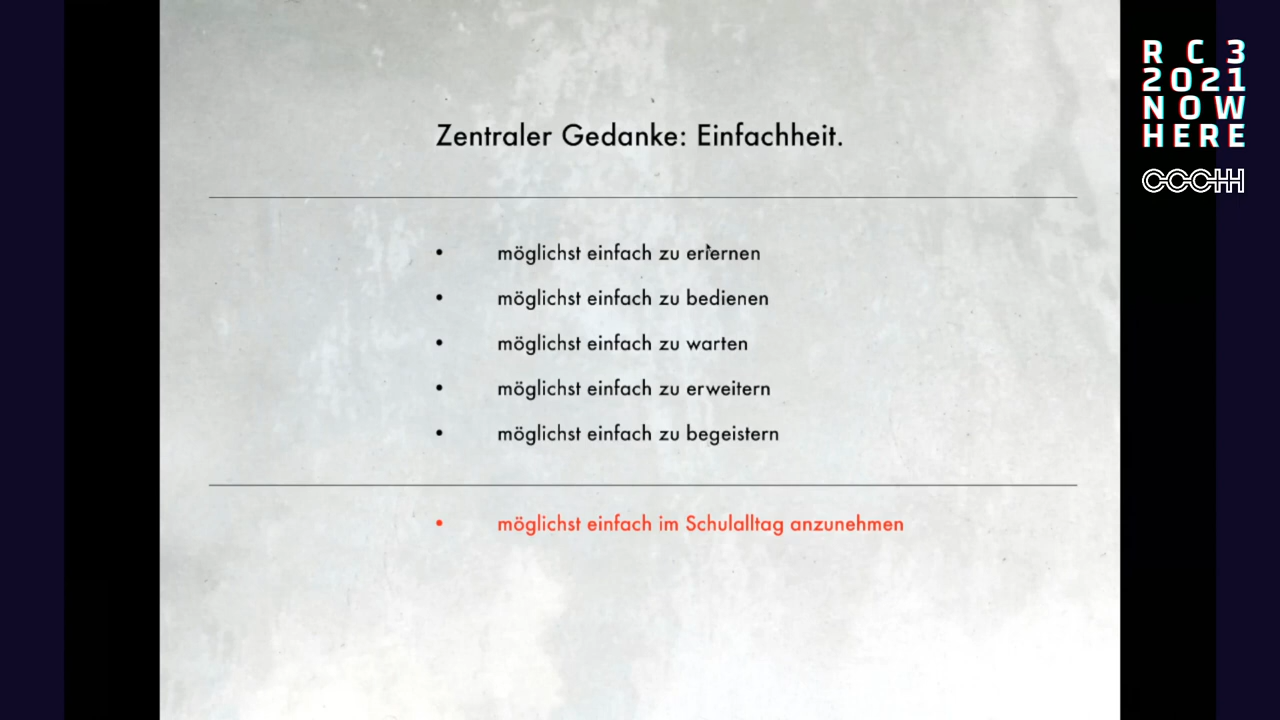 Zentraler Gedanke: Einfachheit.
• möglichst einfach zu erlernen
• möglichst einfach zu bedienen
• möglichst einfach zu warten
• möglichst einfach zu erweitern
• möglichst einfach zu begeistern
• möglichst einfach im Schulalltag anzunehmen
R C 3
2021
NOW
HERE
CCCHH